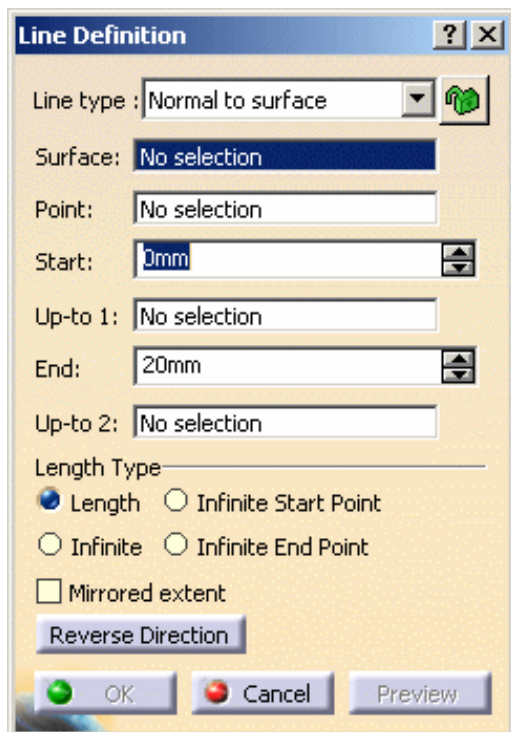 Line Definition ? X
Line type : Normal to surface
Surface: No selection
Point: No selection
Start: 0mm
Up-to 1: No selection
End: 20mm
Up-to 2: No selection
Length Type
Length Infinite Start Point
Infinite Infinite End Point
Mirrored extent
Reverse Direction
OK Cancel Preview